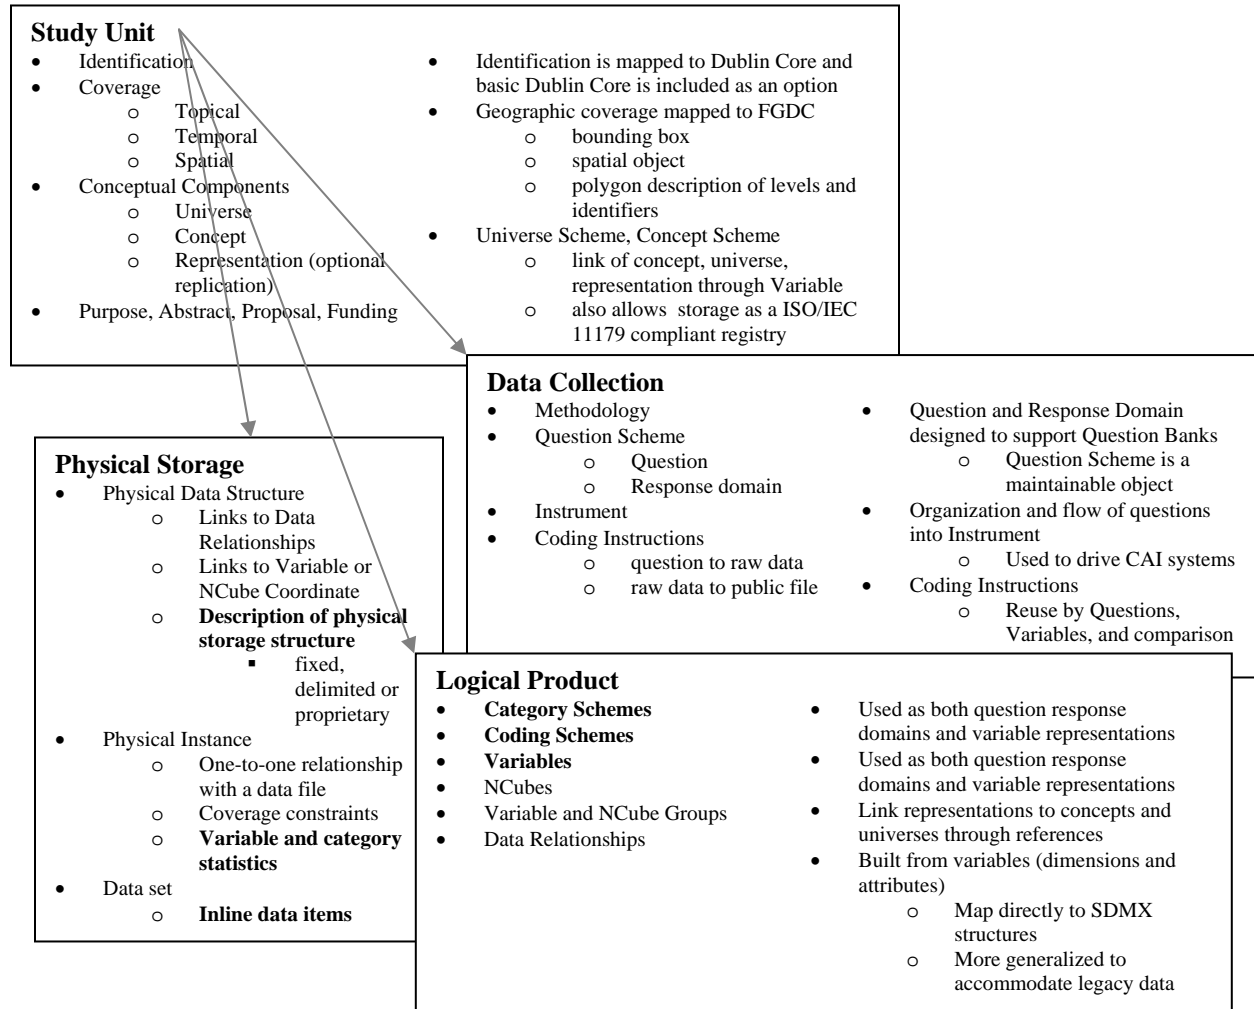 Study Unit
• Identification
• Coverage
o Topical
o Temporal
o Spatial
• Conceptual Components
o Universe
o Concept
o Representation (optional
replication)
• Purpose, Abstract, Proposal, Funding
• Identification is mapped to Dublin Core and
basic Dublin Core is included as an option
• Geographic coverage mapped to FGDC
o bounding box
o spatial object
o polygon description of levels and
identifiers
• Universe Scheme, Concept Scheme
o link of concept, universe,
representation through Variable
o also allows storage as a ISO/IEC
11179 compliant registry
Data Collection
• Methodology
• Question Scheme
o Question
o Response domain
• Instrument
• Coding Instructions
o question to raw data
o raw data to public file
• Question and Response Domain
designed to support Question Banks
o Question Scheme is a
maintainable object
• Organization and flow of questions
into Instrument
o Used to drive CAI systems
• Coding Instructions
o Reuse by Questions,
Variables, and comparison
Physical Storage
• Physical Data Structure
o Links to Data
Relationships
o Links to Variable or
NCube Coordinate
o Description of physical
storage structure
▪ fixed,
delimited or
proprietary
• Physical Instance
o One-to-one relationship
with a data file
o Coverage constraints
o Variable and category
statistics
• Data set
o Inline data items
Logical Product
• Category Schemes
• Coding Schemes
• Variables
• NCubes
• Variable and NCube Groups
• Data Relationships
• Used as both question response
domains and variable representations
• Used as both question response
domains and variable representations
• Link representations to concepts and
universes through references
• Built from variables (dimensions and
attributes)
o Map directly to SDMX
structures
o More generalized to
accommodate legacy data